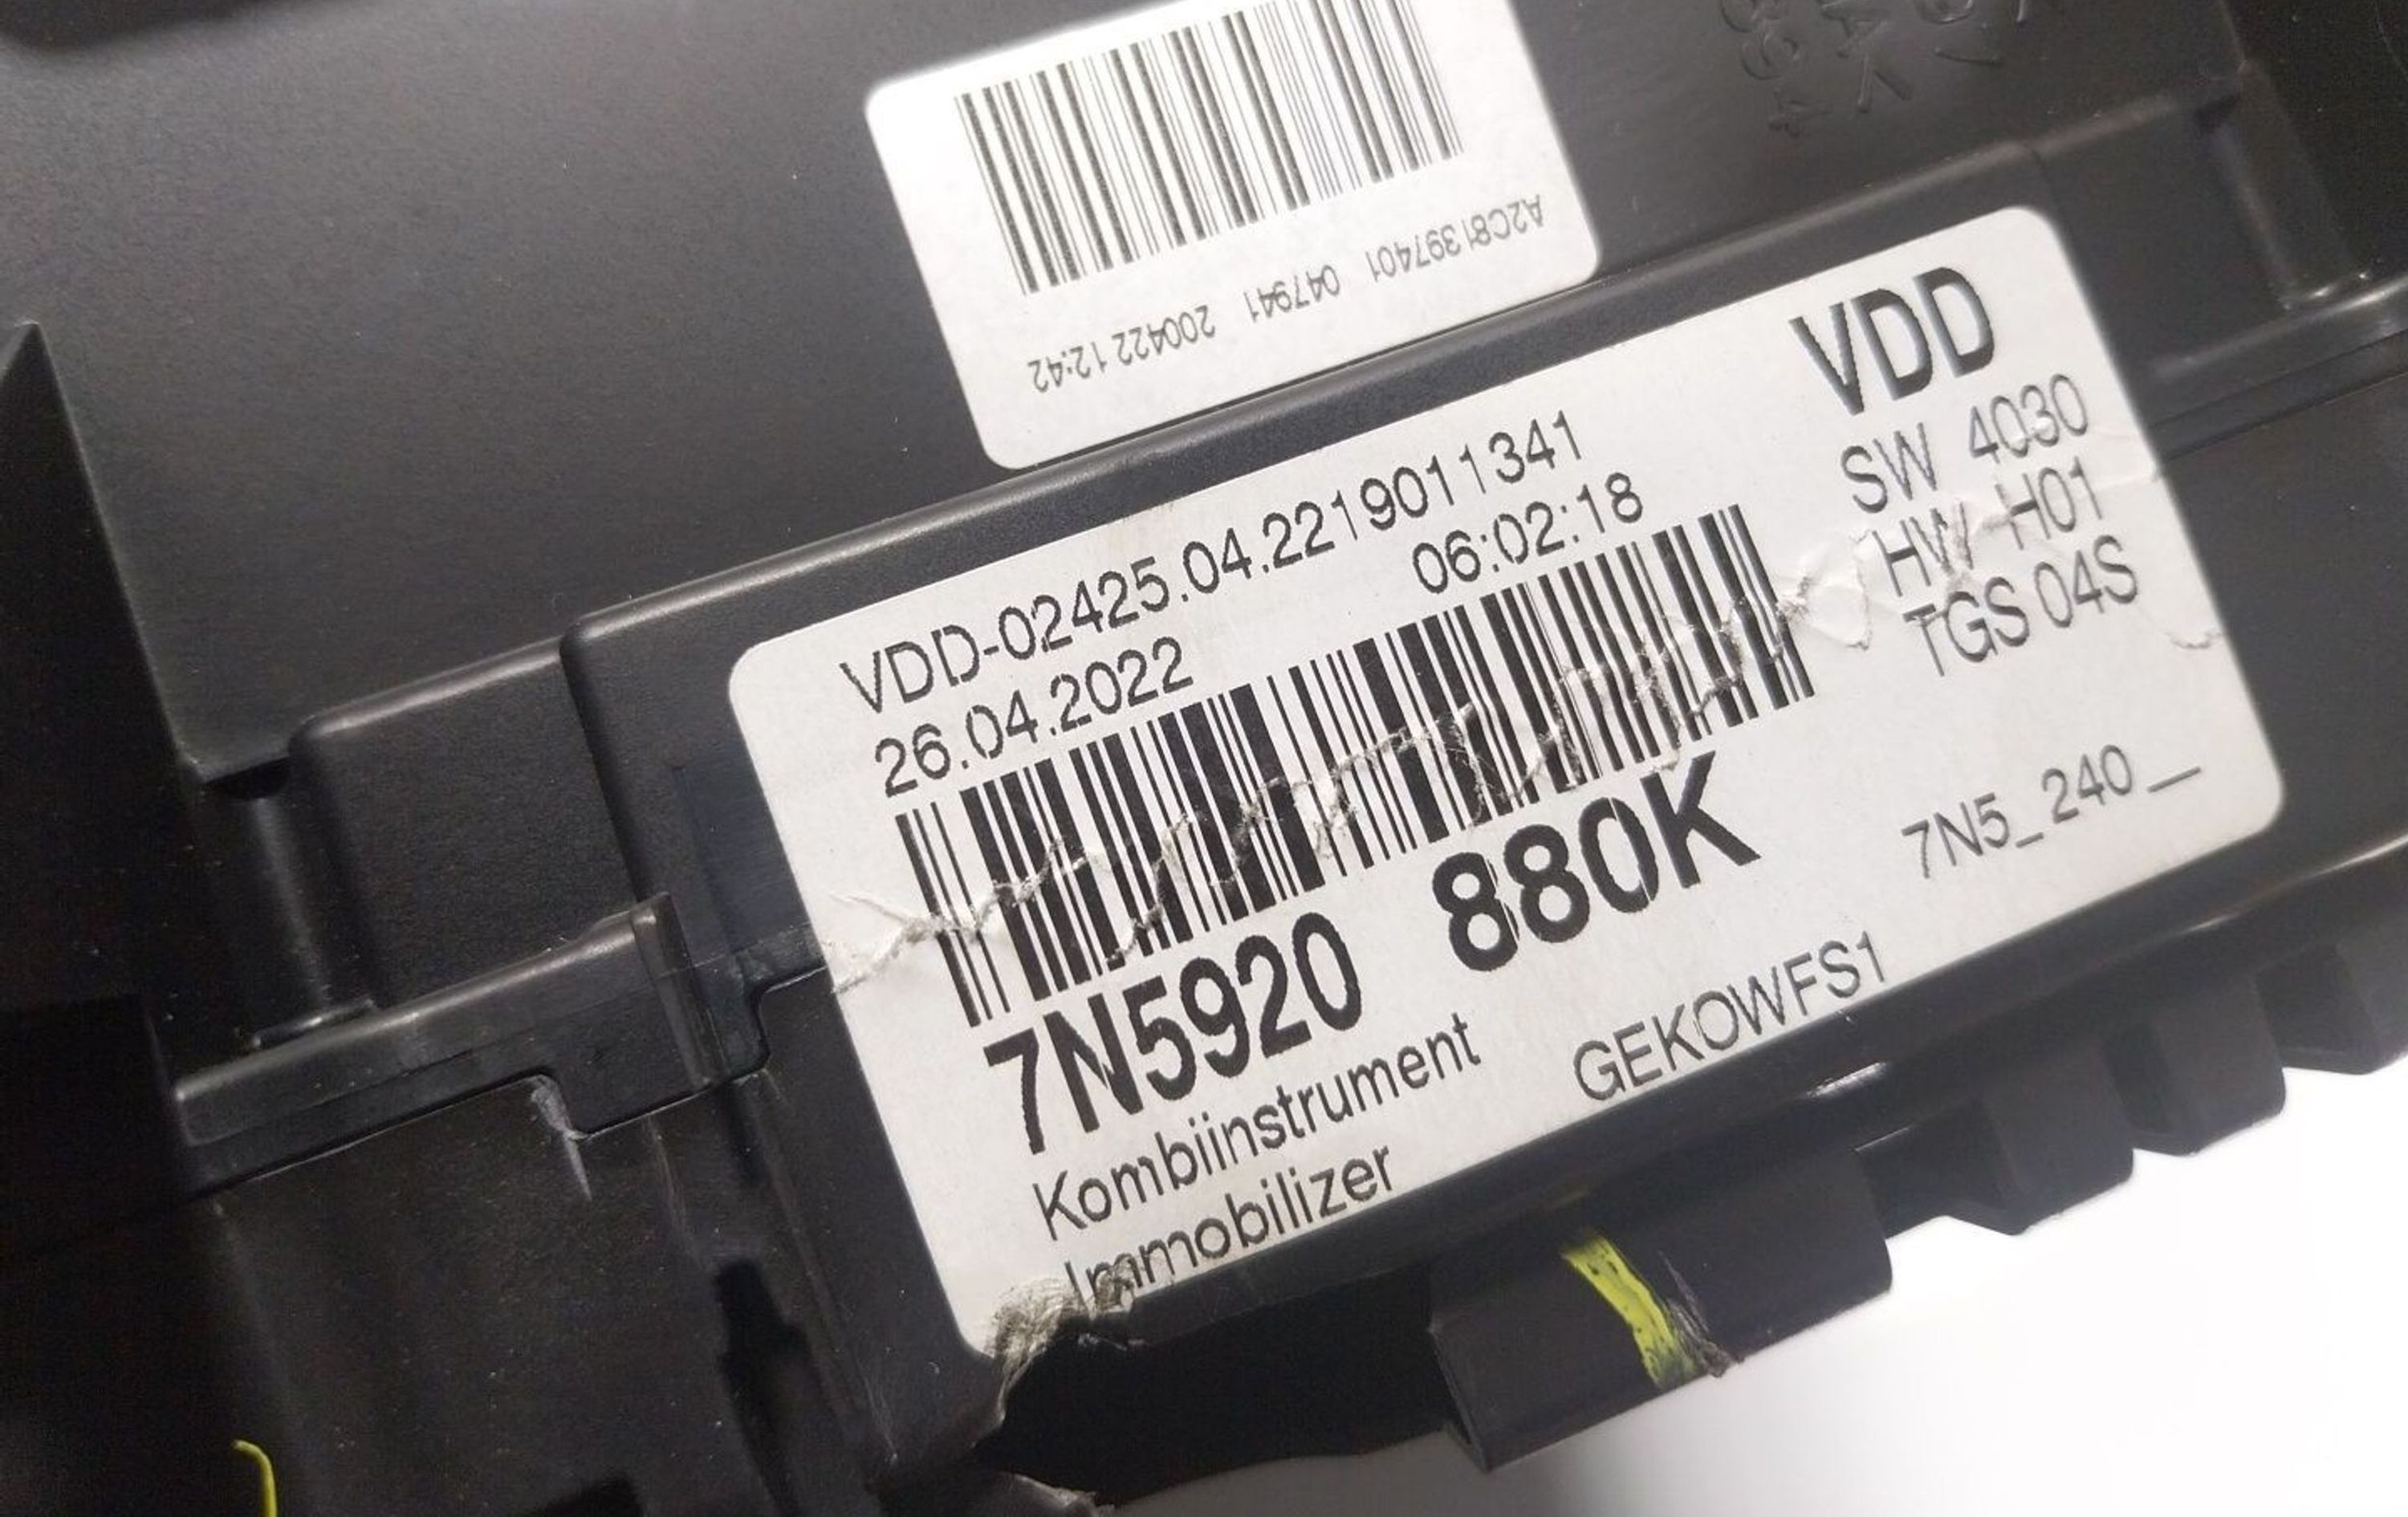 A2C81397401 047941 200422 12:42
VDD
VDD-02425.04.2219011341
26.04.2022 06:02:18
SW 4030
HW H01
TGS 04S
7N5920 880K
7N5_240_
Kombiinstrument
GEKOWFS1
Immobilizer